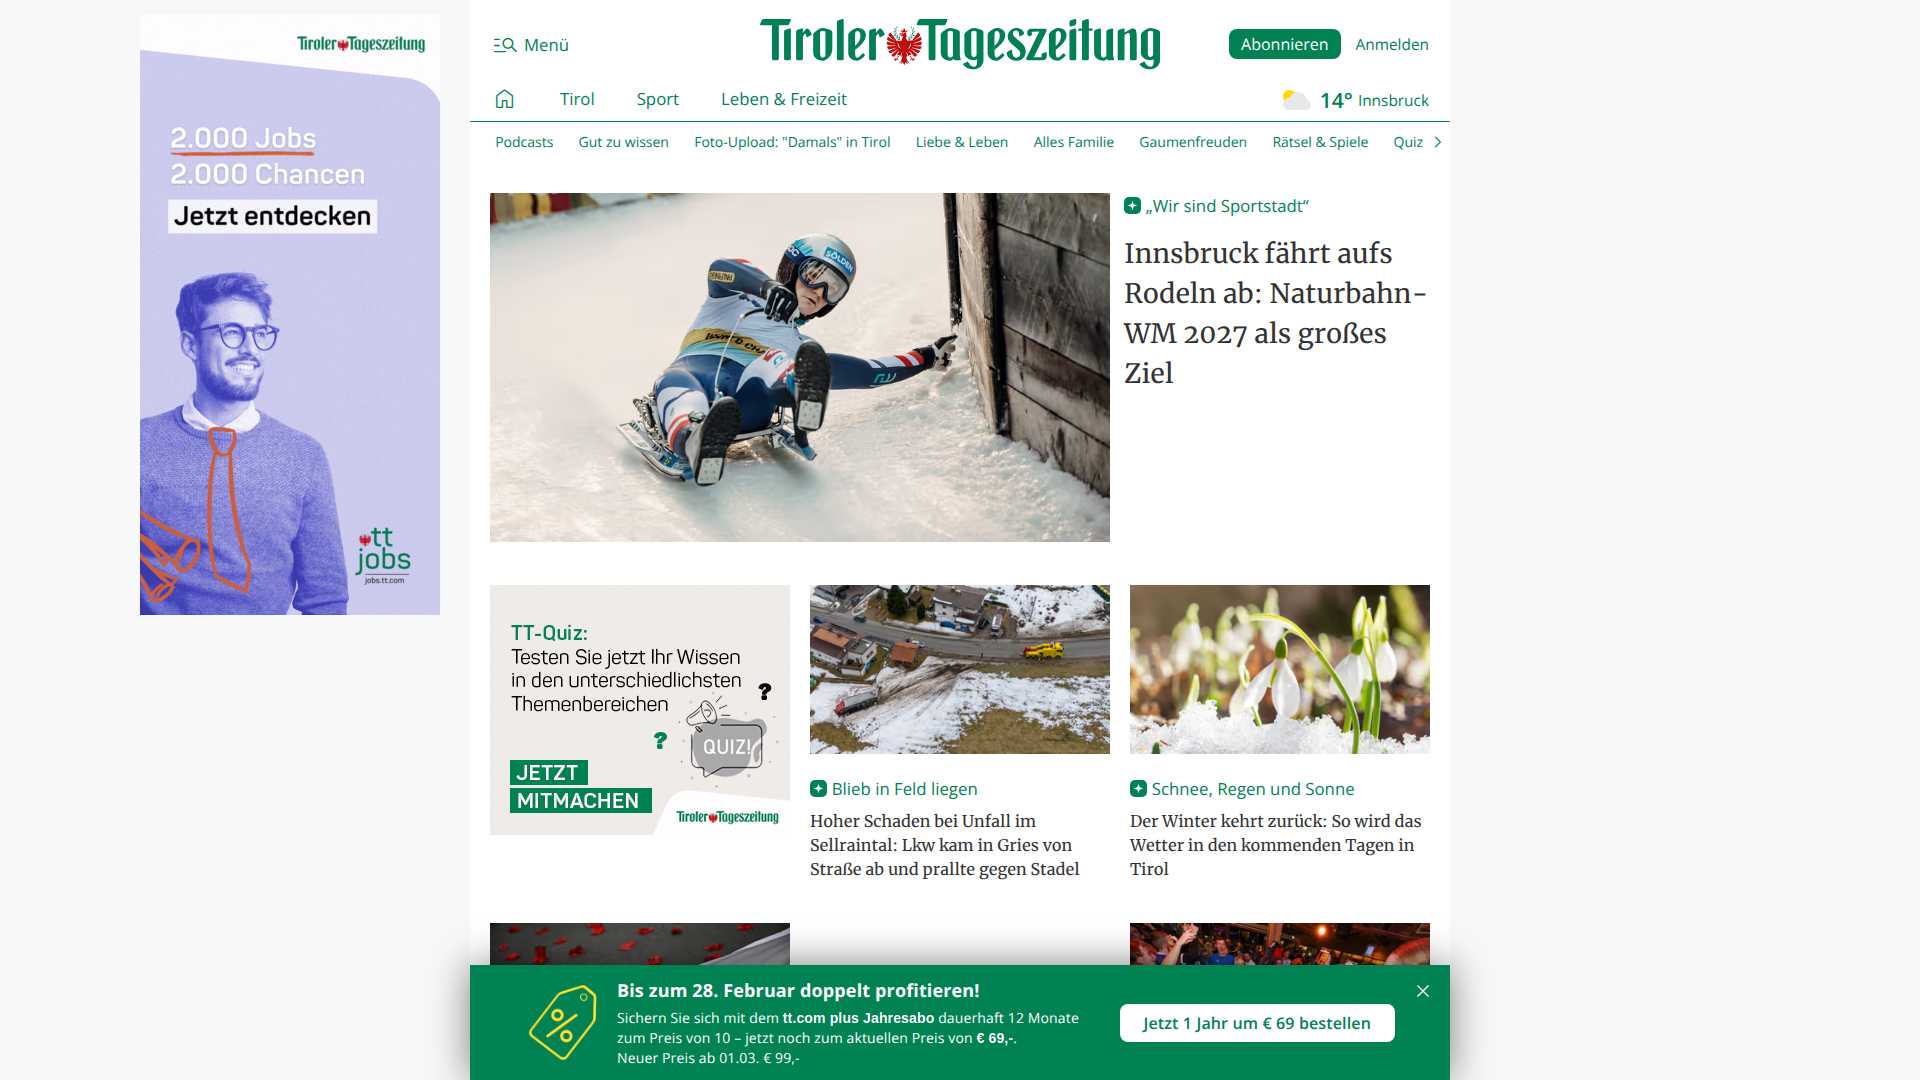 Tiroler Tageszeitung
2.000 Jobs
2.000 Chancen
Jetzt entdecken
tt
jobs
jobs.tt.com
Menü
Tiroler Tageszeitung
Abonnieren
Anmelden
Tirol
Sport
Leben & Freizeit
14° Innsbruck
Podcasts
Gut zu wissen
Foto-Upload: "Damals" in Tirol
Liebe & Leben
Alles Familie
Gaumenfreuden
Rätsel & Spiele
Quiz
SÖLDEN
„Wir sind Sportstadt“
Innsbruck fährt aufs
Rodeln ab: Naturbahn-
WM 2027 als großes
Ziel
TT-Quiz:
Testen Sie jetzt Ihr Wissen
in den unterschiedlichsten
Themenbereichen
?
?
QUIZ!
JETZT
MITMACHEN
Tiroler Tageszeitung
Blieb in Feld liegen
Hoher Schaden bei Unfall im
Sellraintal: Lkw kam in Gries von
Straße ab und prallte gegen Stadel
Schnee, Regen und Sonne
Der Winter kehrt zurück: So wird das
Wetter in den kommenden Tagen in
Tirol
%
Bis zum 28. Februar doppelt profitieren!
Sichern Sie sich mit dem tt.com plus Jahresabo dauerhaft 12 Monate
zum Preis von 10 – jetzt noch zum aktuellen Preis von € 69,-.
Neuer Preis ab 01.03. € 99,-
Jetzt 1 Jahr um € 69 bestellen